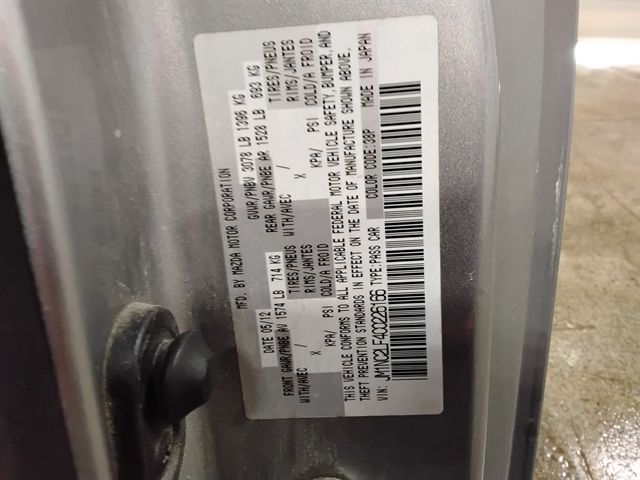 MFD. BY MAZDA MOTOR CORPORATION
DATE 05/12 GVWR/PNBV 3078 LB 1396 KG
FRONT GAWR/PNBE AV 1574 LB 714 KG REAR GAWR/PNBE AR 1528 LB 693 KG
WITH/AVEC / TIRES/PNEUS WITH/AVEC / TIRES/PNEUS
X RIMS/JANTES X RIMS/JANTES
KPA/ PSI COLD/A FROID KPA/ PSI COLD/A FROID
THIS VEHICLE CONFORMS TO ALL APPLICABLE FEDERAL MOTOR VEHICLE SAFETY, BUMPER, AND
THEFT PREVENTION STANDARDS IN EFFECT ON THE DATE OF MANUFACTURE SHOWN ABOVE.
VIN: JM1NC2LF4C0226166 TYPE:PASS CAR COLOR CODE:38P MADE IN JAPAN